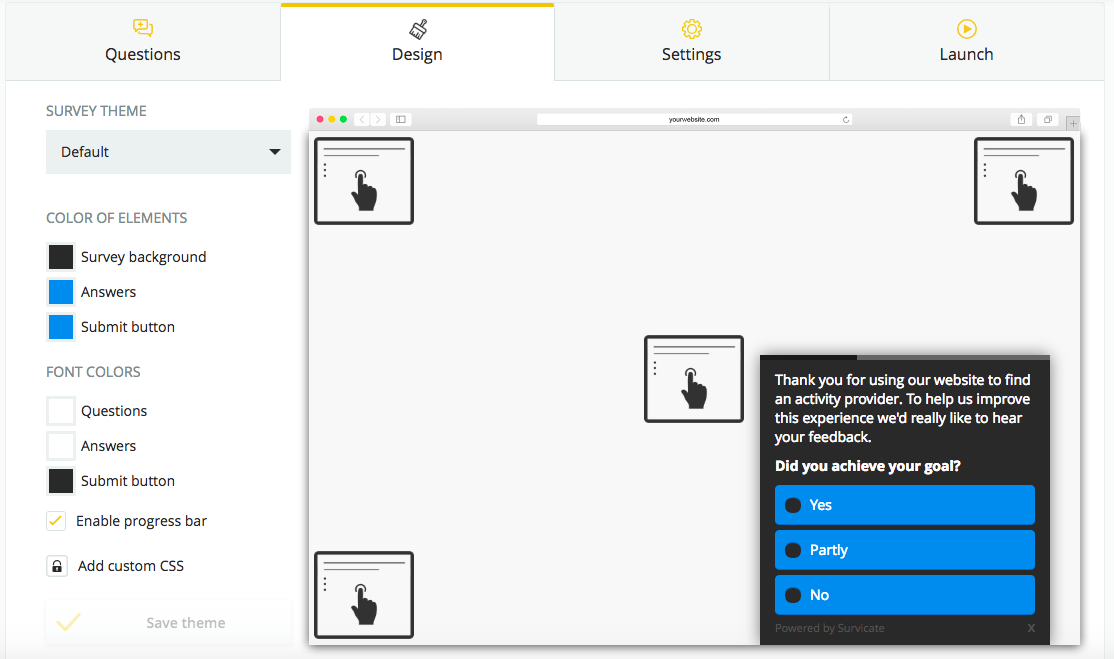 Questions
Design
Settings
Launch
SURVEY THEME
Default
COLOR OF ELEMENTS
Survey background
Answers
Submit button
FONT COLORS
Questions
Answers
Submit button
Enable progress bar
Add custom CSS
Save theme
yourwebsite.com
Thank you for using our website to find
an activity provider. To help us improve
this experience we'd really like to hear
your feedback.
Did you achieve your goal?
Yes
Partly
No
Powered by Survicate
X